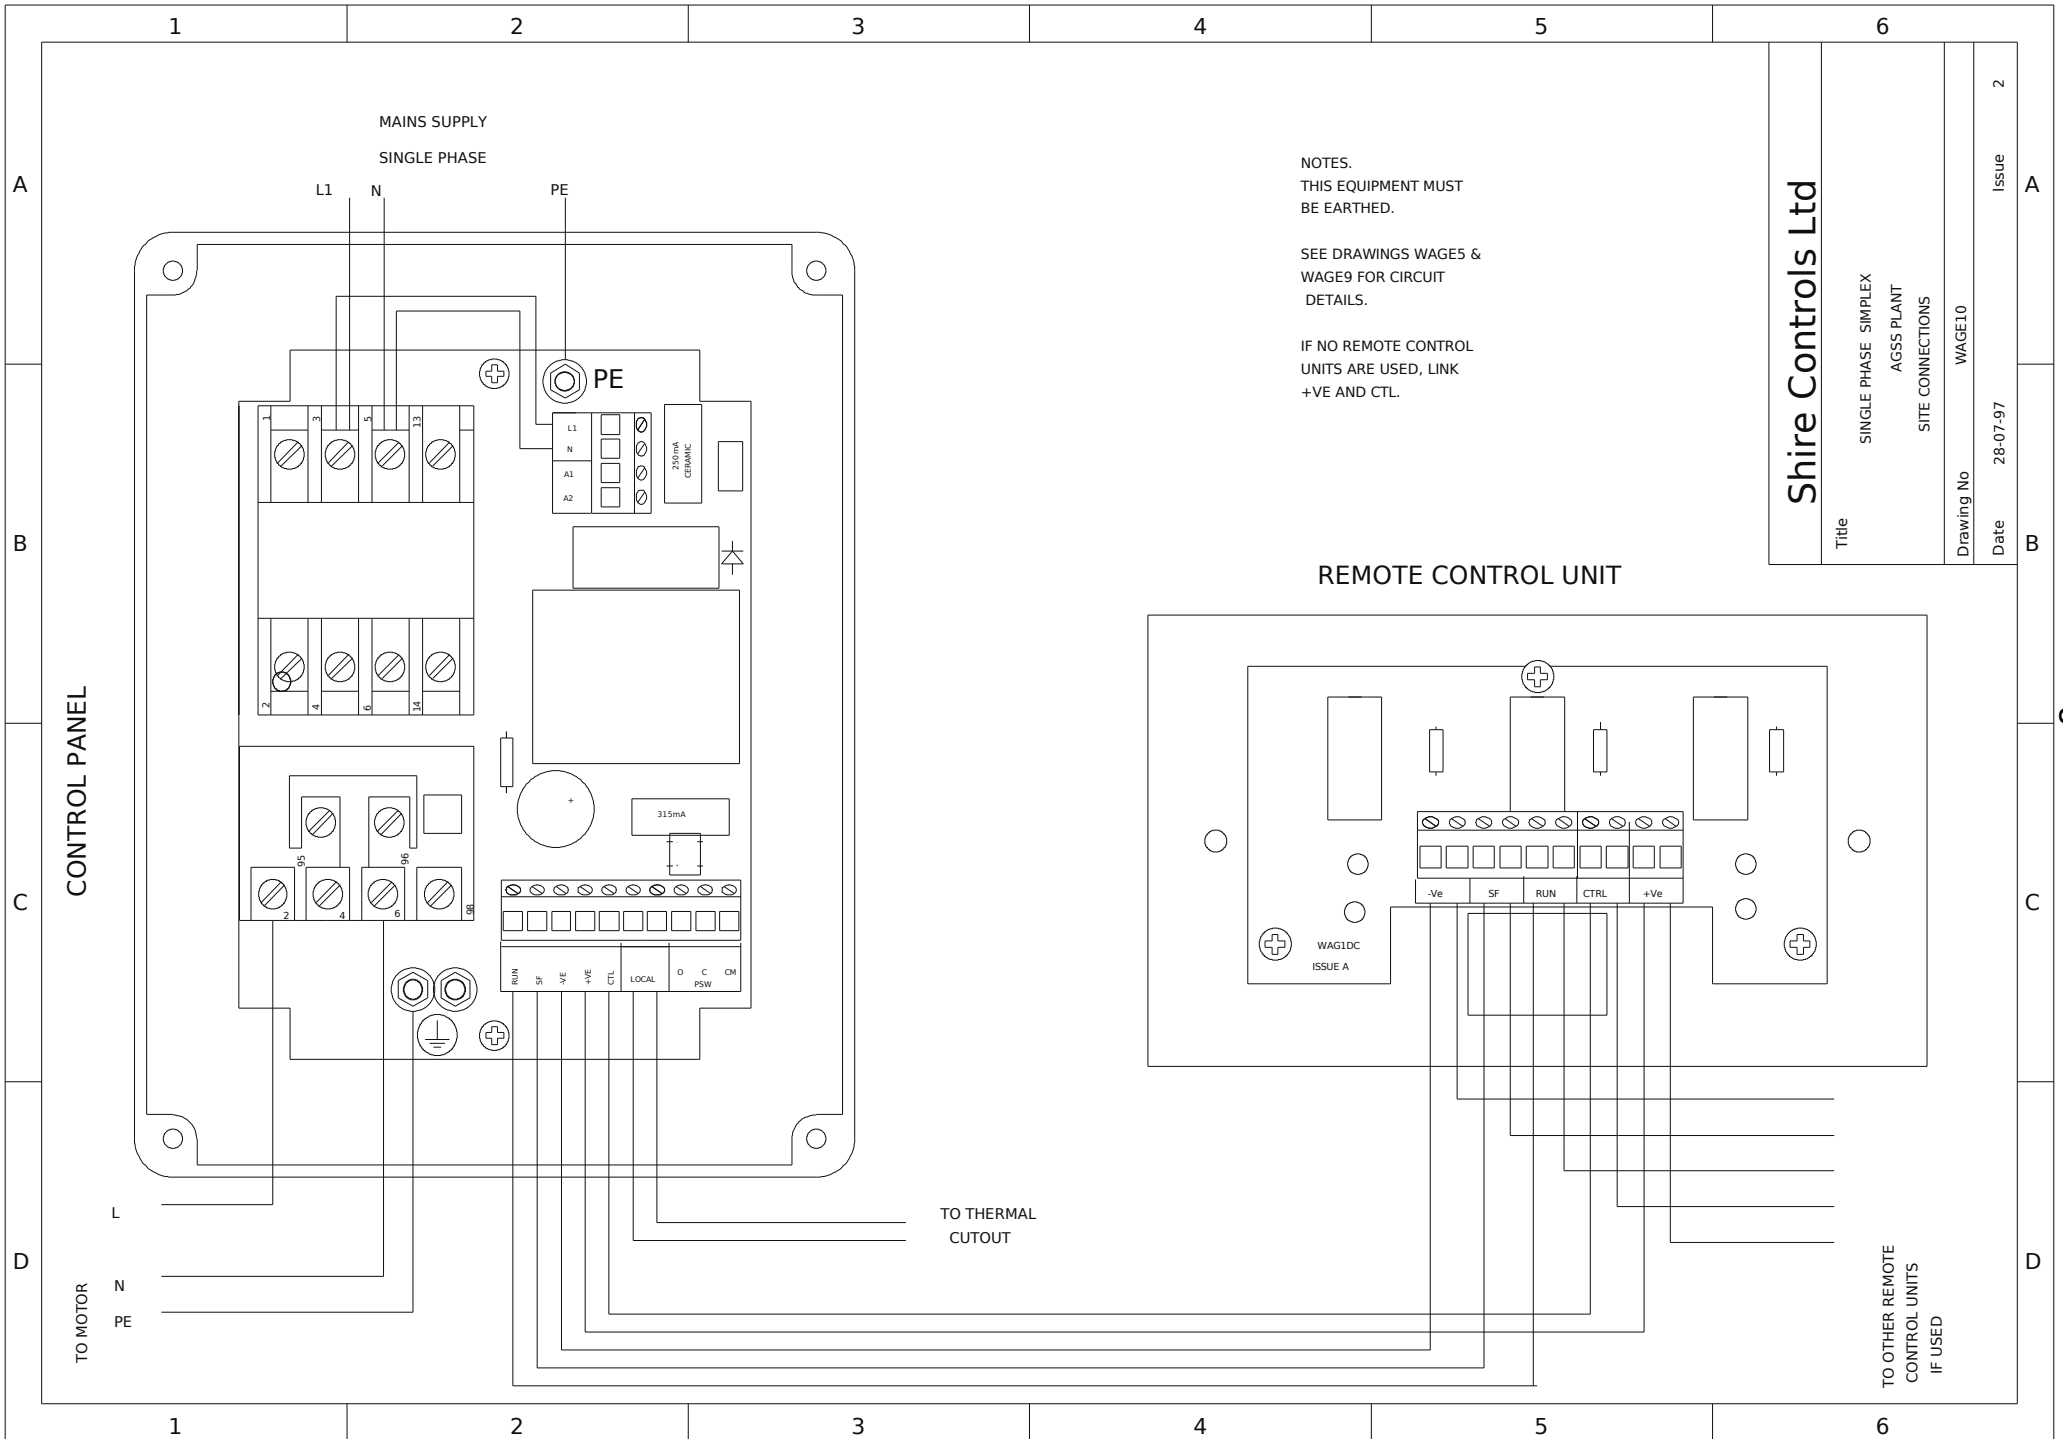 1 2 3 4 5 6
A
B
C
D
A
B
C
D
1 2 3 4 5 6
MAINS SUPPLY
SINGLE PHASE
L1 N PE
PE
1 3 5 13
L1
N
A1
A2
250mA
CERAMIC
2 4 6 14
CONTROL PANEL
+
315mA
95 96
2 4 6 98
RUN SF -VE +VE CTL LOCAL O C CM
PSW
L
N
PE
TO MOTOR
TO THERMAL
CUTOUT
NOTES.
THIS EQUIPMENT MUST
BE EARTHED.
SEE DRAWINGS WAGE5 &
WAGE9 FOR CIRCUIT
DETAILS.
IF NO REMOTE CONTROL
UNITS ARE USED, LINK
+VE AND CTL.
REMOTE CONTROL UNIT
-Ve SF RUN CTRL +Ve
WAG1DC
ISSUE A
TO OTHER REMOTE
CONTROL UNITS
IF USED
Shire Controls Ltd
Title
SINGLE PHASE SIMPLEX
AGSS PLANT
SITE CONNECTIONS
Drawing No WAGE10
Date 28-07-97 Issue 2